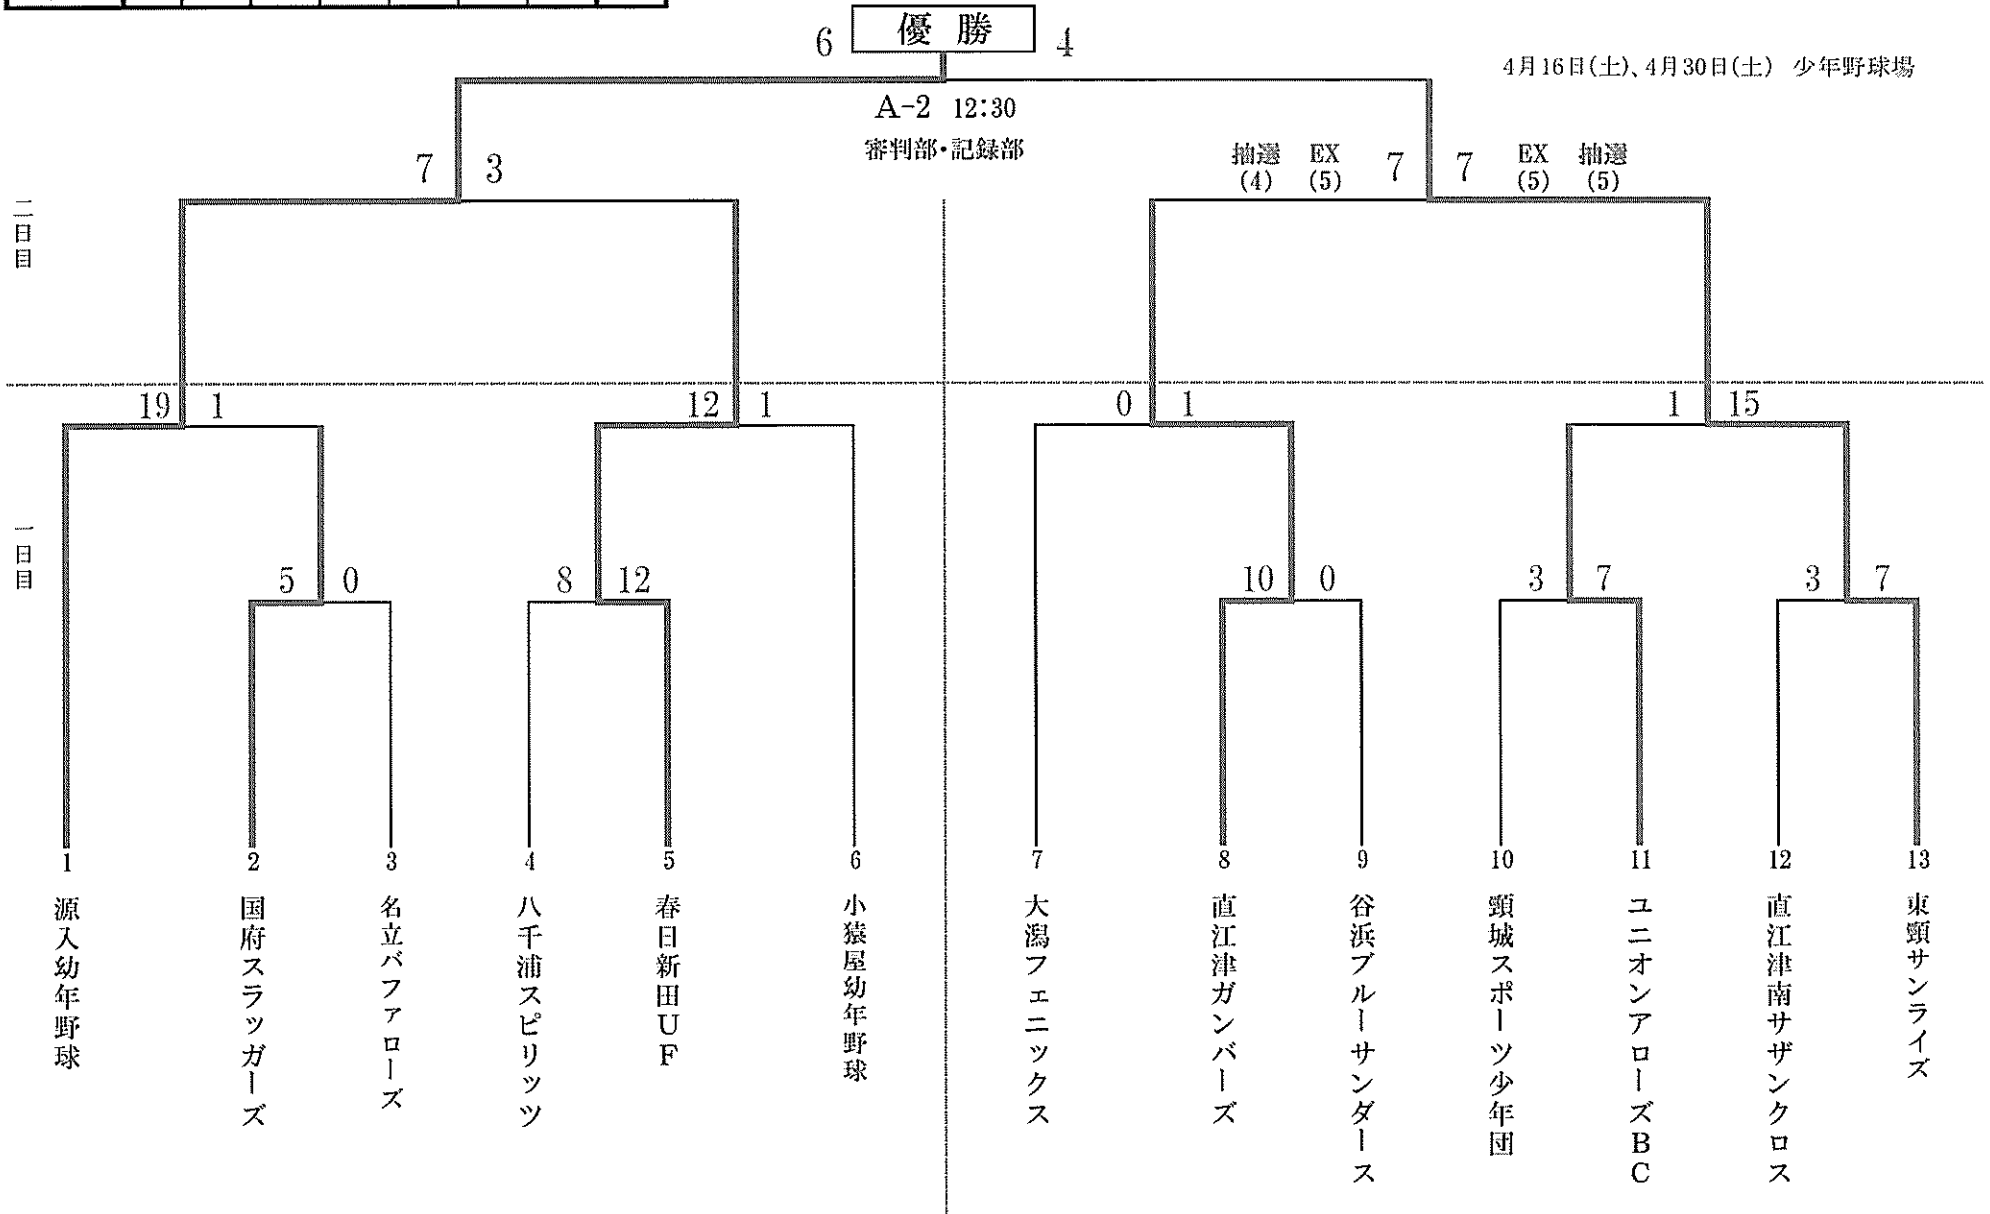 優勝
6
4
4月16日(土)、4月30日(土) 少年野球場
A-2 12:30
審判部・記録部
7
3
抽選 EX 7
(4) (5)
7 EX 抽選
(5) (5)
二日目
19
1
12
1
0
1
1
15
一日目
5
0
8
12
10
0
3
7
3
7
1
2
3
4
5
6
7
8
9
10
11
12
13
源入幼年野球
国府スラッガーズ
名立バファローズ
八千浦スピリッツ
春日新田UF
小猿屋幼年野球
大潟フェニックス
直江津ガンバーズ
谷浜ブルーサンダース
頸城スポーツ少年団
ユニオンアローズBC
直江津南サザンクロス
東頸サンライズ